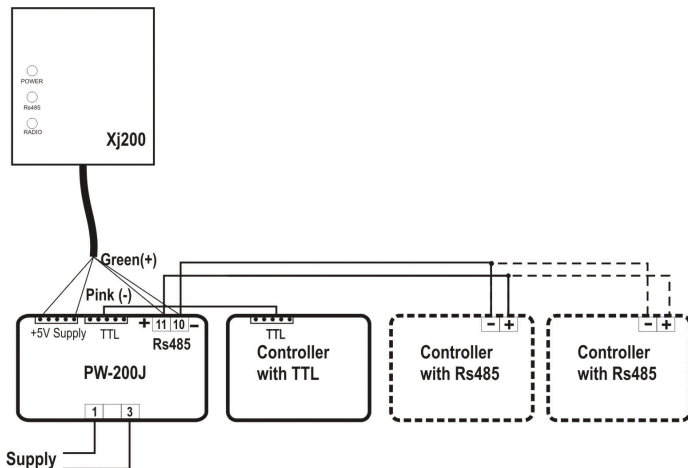 POWER
Rs485
RADIO
Xj200
Green(+)
Pink (-)
+5V Supply
TTL
+ 11 10 -
Rs485
PW-200J
1 3
Supply
TTL
Controller
with TTL
- +
Controller
with Rs485
- +
Controller
with Rs485